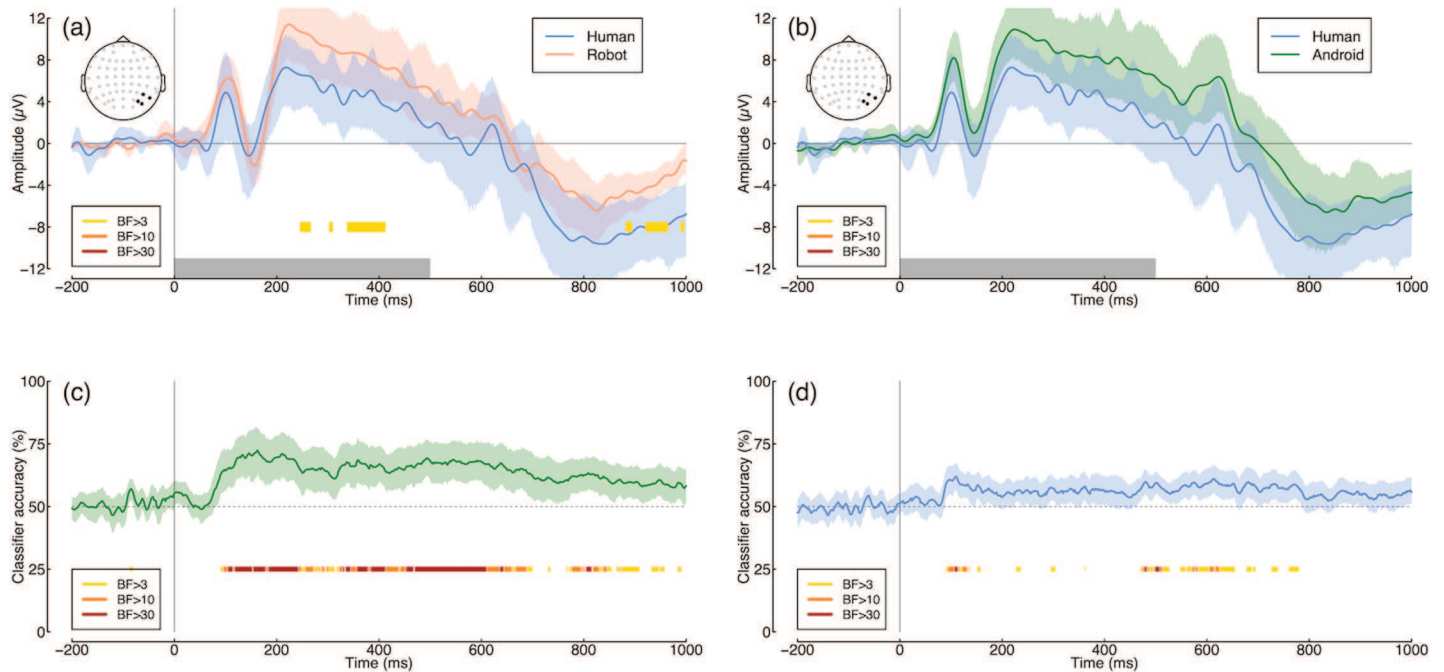 (a)
Human
Robot
BF>3
BF>10
BF>30
12
8
4
0
−4
−8
−12
Amplitude (µV)
−200
0
200
400
600
800
1000
Time (ms)
(b)
Human
Android
BF>3
BF>10
BF>30
12
8
4
0
−4
−8
−12
Amplitude (µV)
−200
0
200
400
600
800
1000
Time (ms)
(c)
BF>3
BF>10
BF>30
100
75
50
25
0
Classifier accuracy (%)
−200
0
200
400
600
800
1000
Time (ms)
(d)
BF>3
BF>10
BF>30
100
75
50
25
0
Classifier accuracy (%)
−200
0
200
400
600
800
1000
Time (ms)